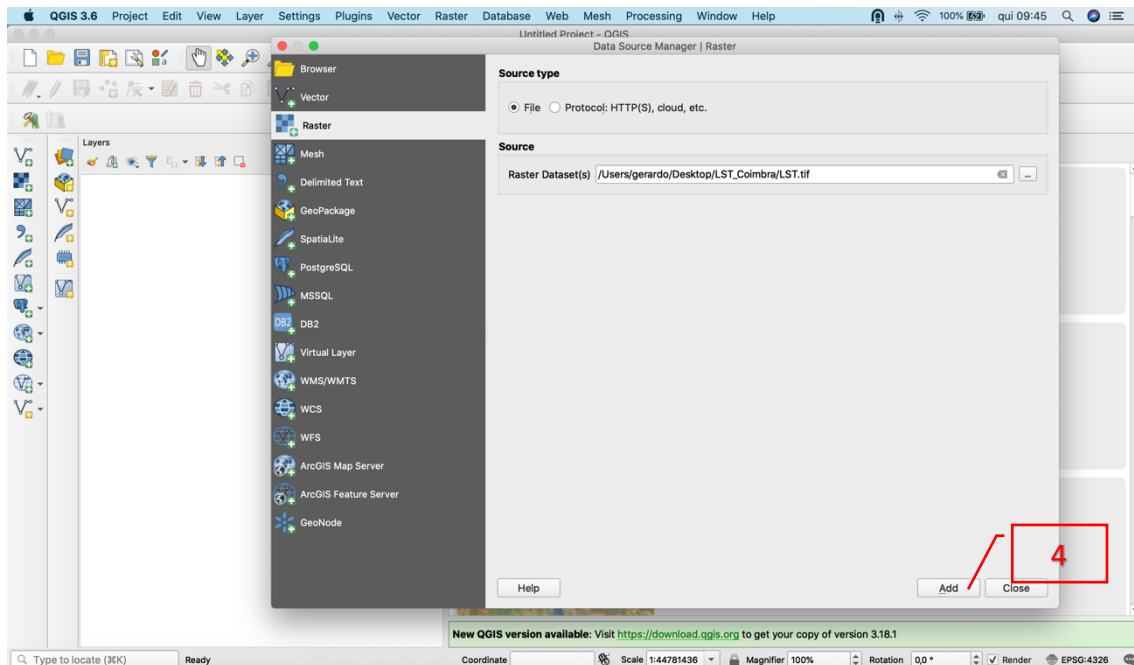 QGIS 3.6 Project Edit View Layer Settings Plugins Vector Raster Database Web Mesh Processing Window Help 100% qui 09:45
Untitled Project - QGIS
Data Source Manager | Raster
Browser
Vector
Raster
Mesh
Delimited Text
GeoPackage
SpatiaLite
PostgreSQL
MSSQL
DB2 DB2
Virtual Layer
WMS/WMTS
WCS
WFS
ArcGIS Map Server
ArcGIS Feature Server
GeoNode
Source type
File Protocol: HTTP(S), cloud, etc.
Source
Raster Dataset(s) /Users/gerardo/Desktop/LST_Coimbra/LST.tif ...
Layers
4
Help Add Close
New QGIS version available: Visit https://download.qgis.org to get your copy of version 3.18.1
Type to locate (⌘K) Ready Coordinate Scale 1:44781436 Magnifier 100% Rotation 0,0 ° Render EPSG:4326